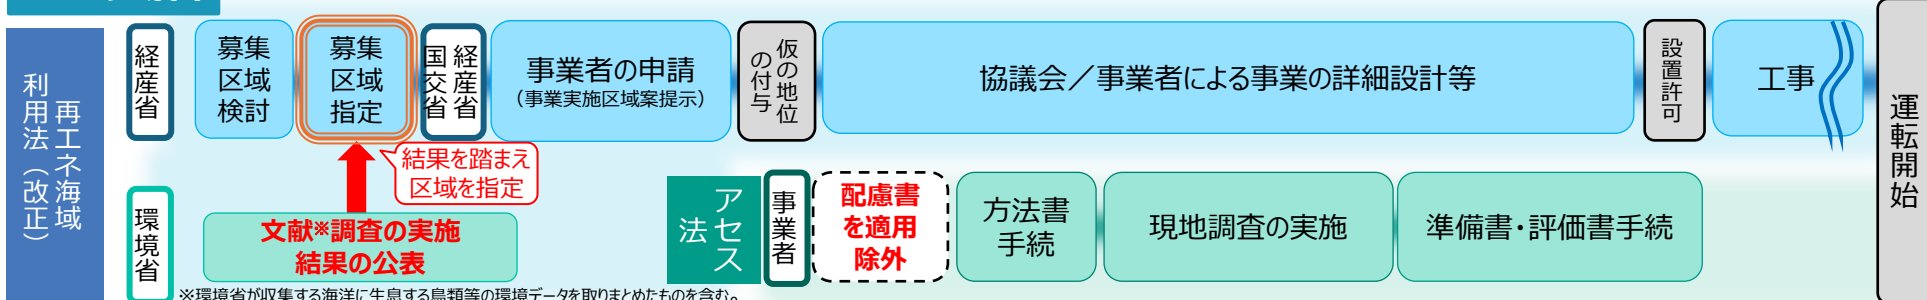 再エネ海域
利用法（改正）
経産省
募集
区域
検討
募集
区域
指定
経産省
国交省
事業者の申請
（事業実施区域案提示）
仮の地位
の付与
協議会／事業者による事業の詳細設計等
設置許可
工事
運転開始
結果を踏まえ
区域を指定
環境省
文献※調査の実施
結果の公表
アセス
法
事業者
配慮書
を適用
除外
方法書
手続
現地調査の実施
準備書・評価書手続
※環境省が収集する海洋に生息する鳥類等の環境データを取りまとめたものを含む。